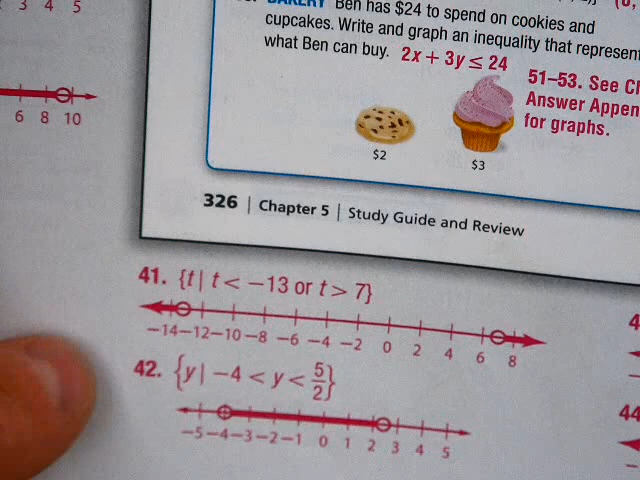 3 4 5
6 8 10
BAKERY Ben has $24 to spend on cookies and
cupcakes. Write and graph an inequality that represent
what Ben can buy. 2x + 3y ≤ 24
51–53. See Cl
Answer Appen
for graphs.
$2
$3
326 | Chapter 5 | Study Guide and Review
41. {t | t < −13 or t > 7}
−14 −12 −10 −8 −6 −4 −2 0 2 4 6 8
42. {y | −4 < y < 5/2}
−5 −4 −3 −2 −1 0 1 2 3 4 5
44